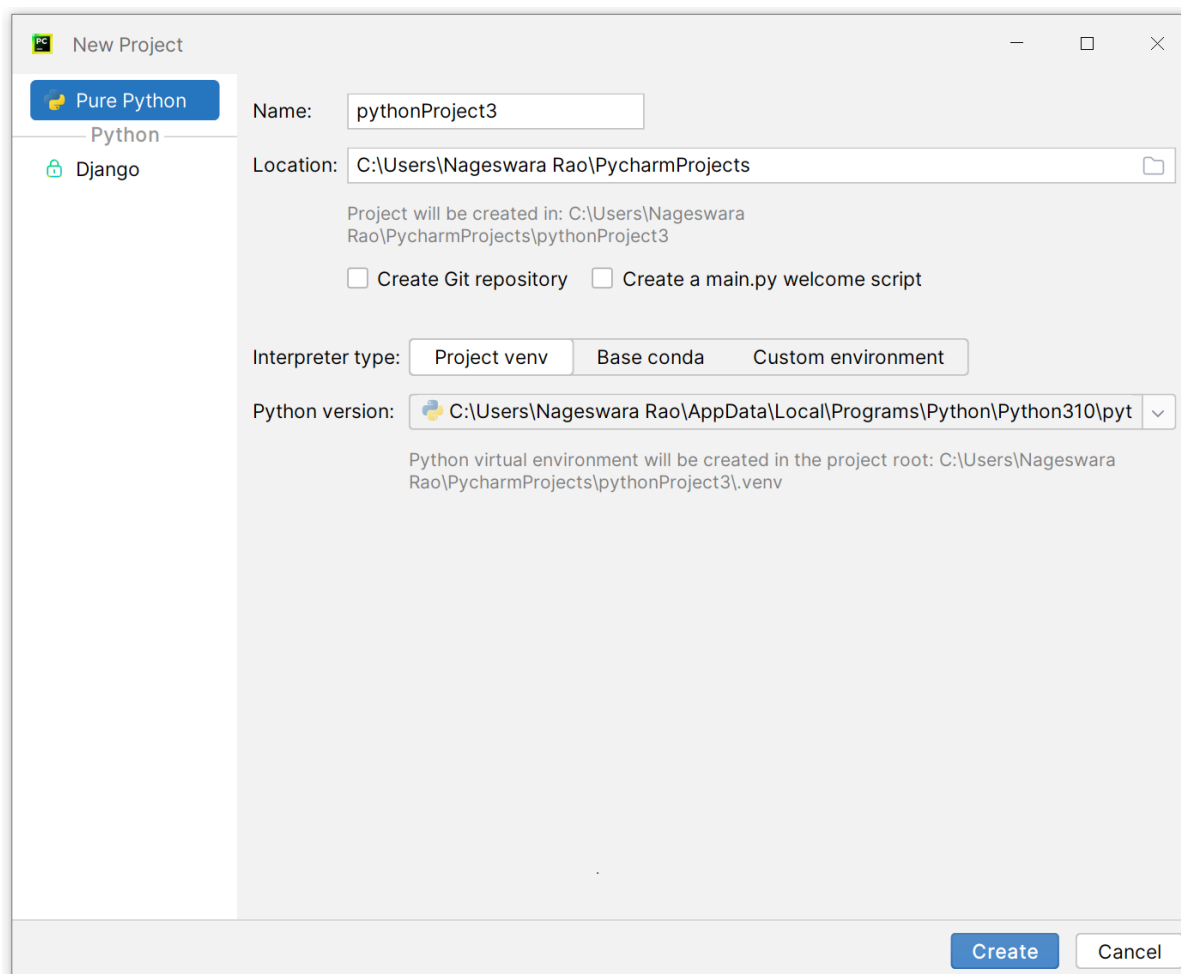 PC
New Project
Pure Python
Python
Django
Name: pythonProject3
Location: C:\Users\Nageswara Rao\PycharmProjects
Project will be created in: C:\Users\Nageswara
Rao\PycharmProjects\pythonProject3
Create Git repository Create a main.py welcome script
Interpreter type: Project venv Base conda Custom environment
Python version: C:\Users\Nageswara Rao\AppData\Local\Programs\Python\Python310\pyt
Python virtual environment will be created in the project root: C:\Users\Nageswara
Rao\PycharmProjects\pythonProject3\.venv
Create Cancel